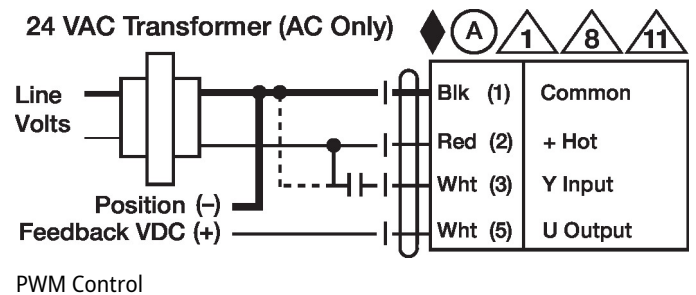 24 VAC Transformer (AC Only)
A
1
8
11
Line
Volts
Blk (1) Common
Red (2) + Hot
Wht (3) Y Input
Wht (5) U Output
Position (–)
Feedback VDC (+)
PWM Control